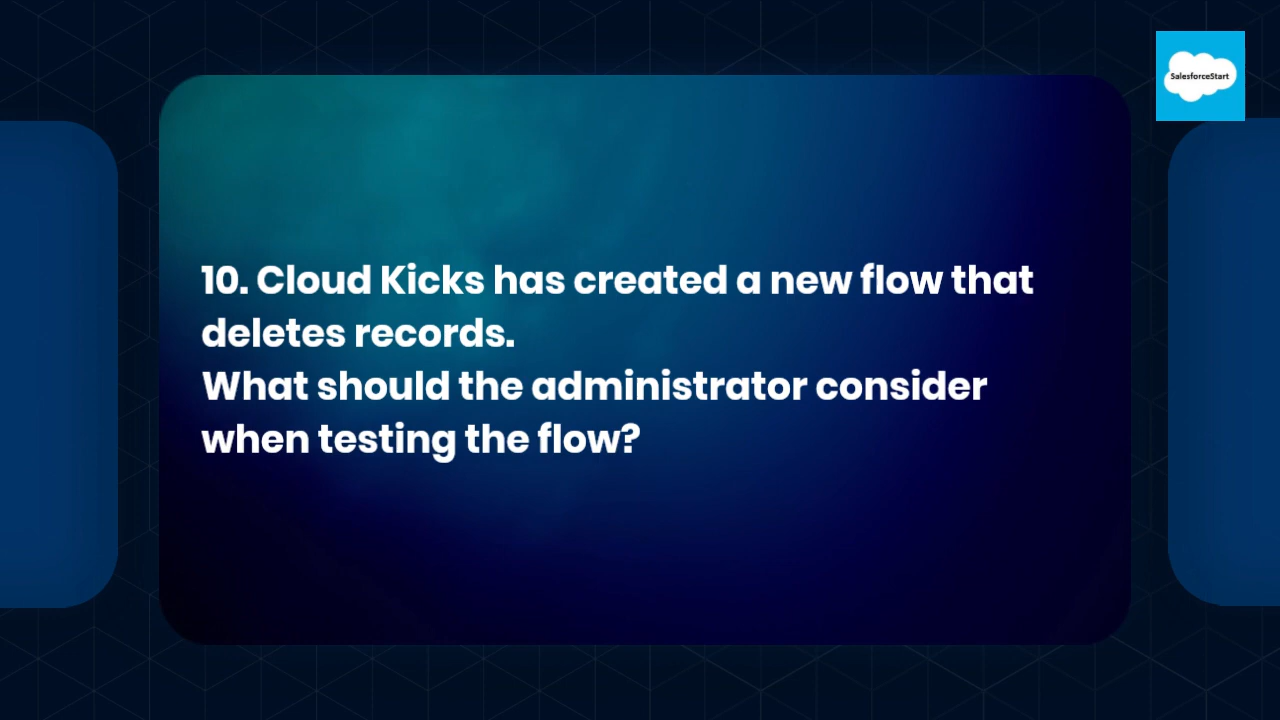 SalesforceStart
10. Cloud Kicks has created a new flow that
deletes records.
What should the administrator consider
when testing the flow?